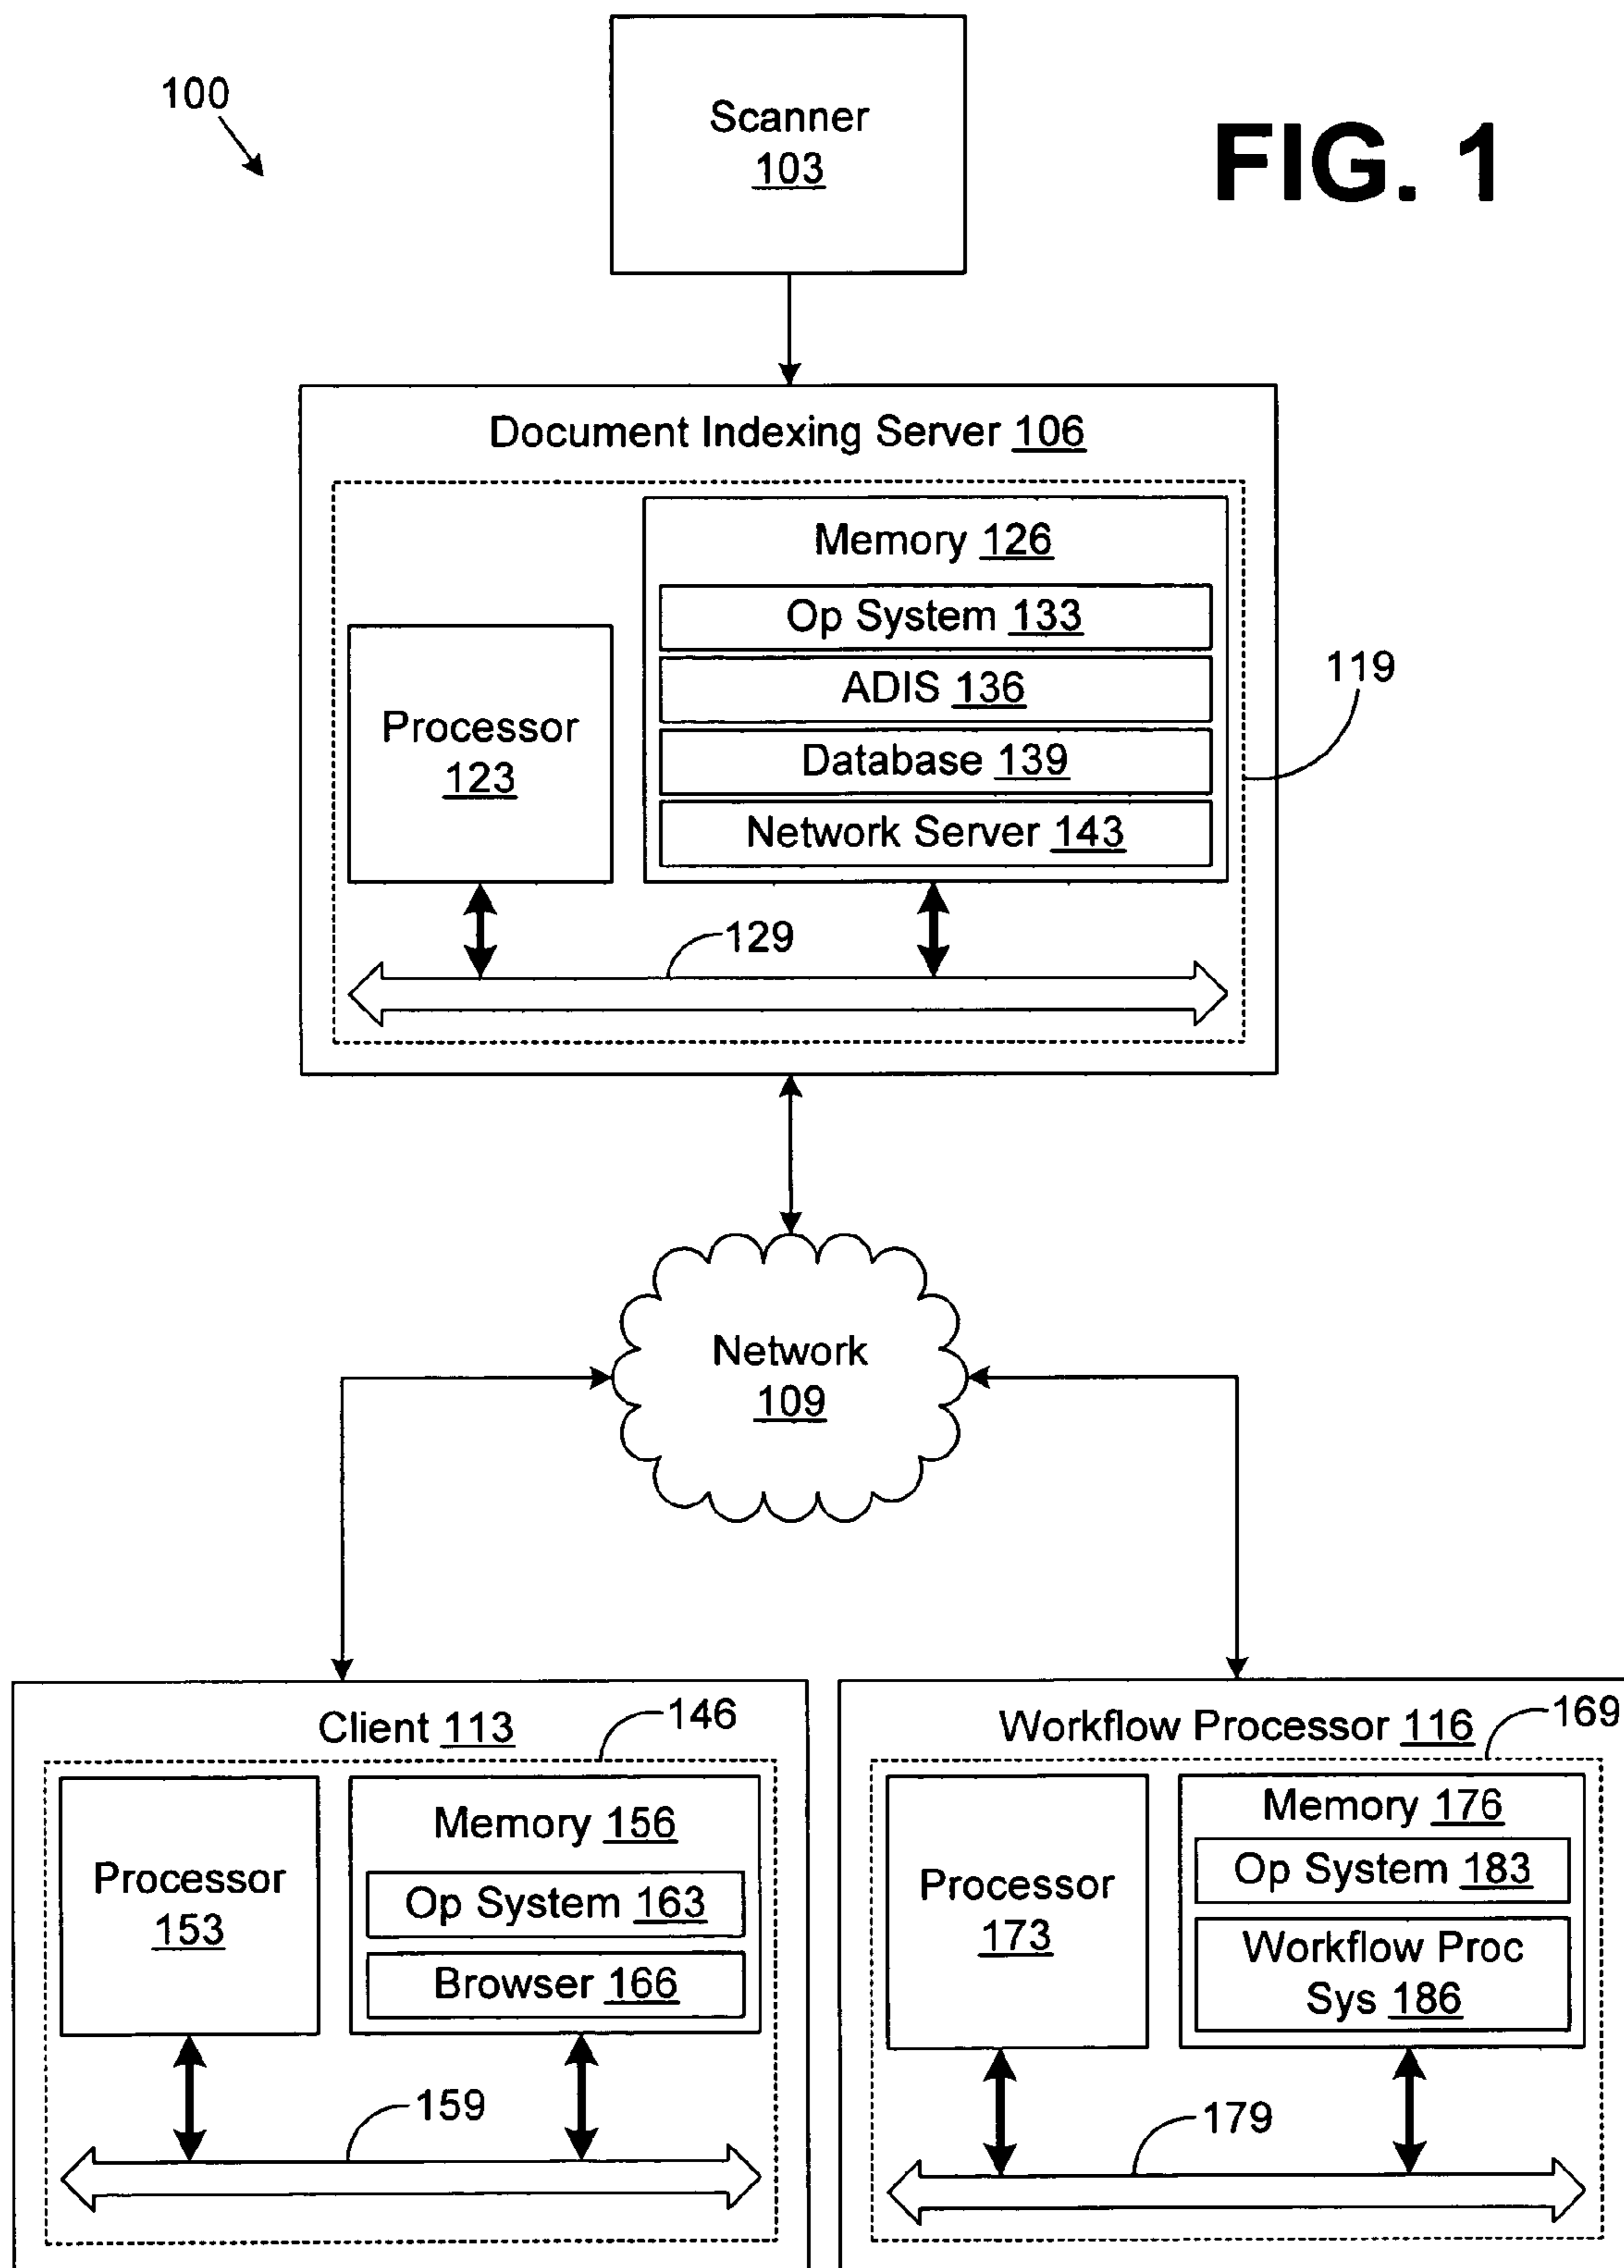 100
Scanner
103
FIG. 1
Document Indexing Server 106
Memory 126
Op System 133
ADIS 136
Database 139
Network Server 143
Processor
123
119
129
Network
109
Client 113
146
Processor
153
Memory 156
Op System 163
Browser 166
159
Workflow Processor 116
169
Processor
173
Memory 176
Op System 183
Workflow Proc
Sys 186
179